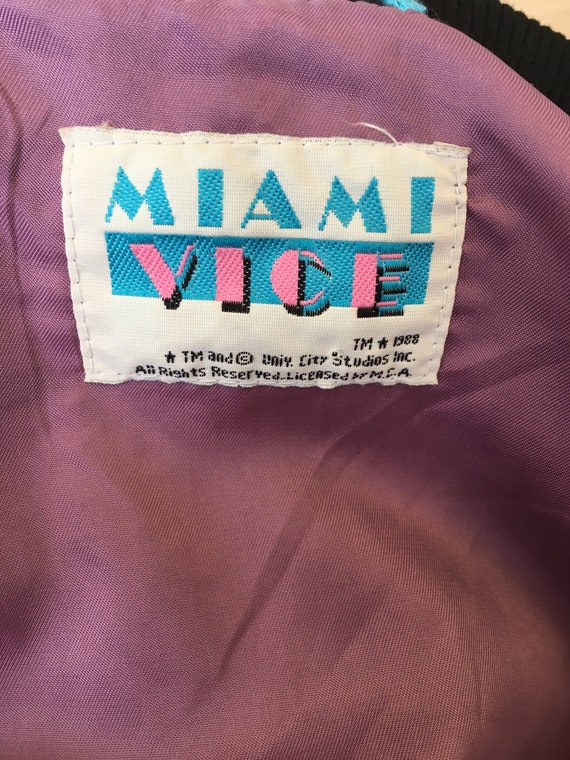 MIAMI
VICE
TM ★ 1988
★ TM and © Univ. City Studios Inc.
All Rights Reserved. Licensed by M.C.A.